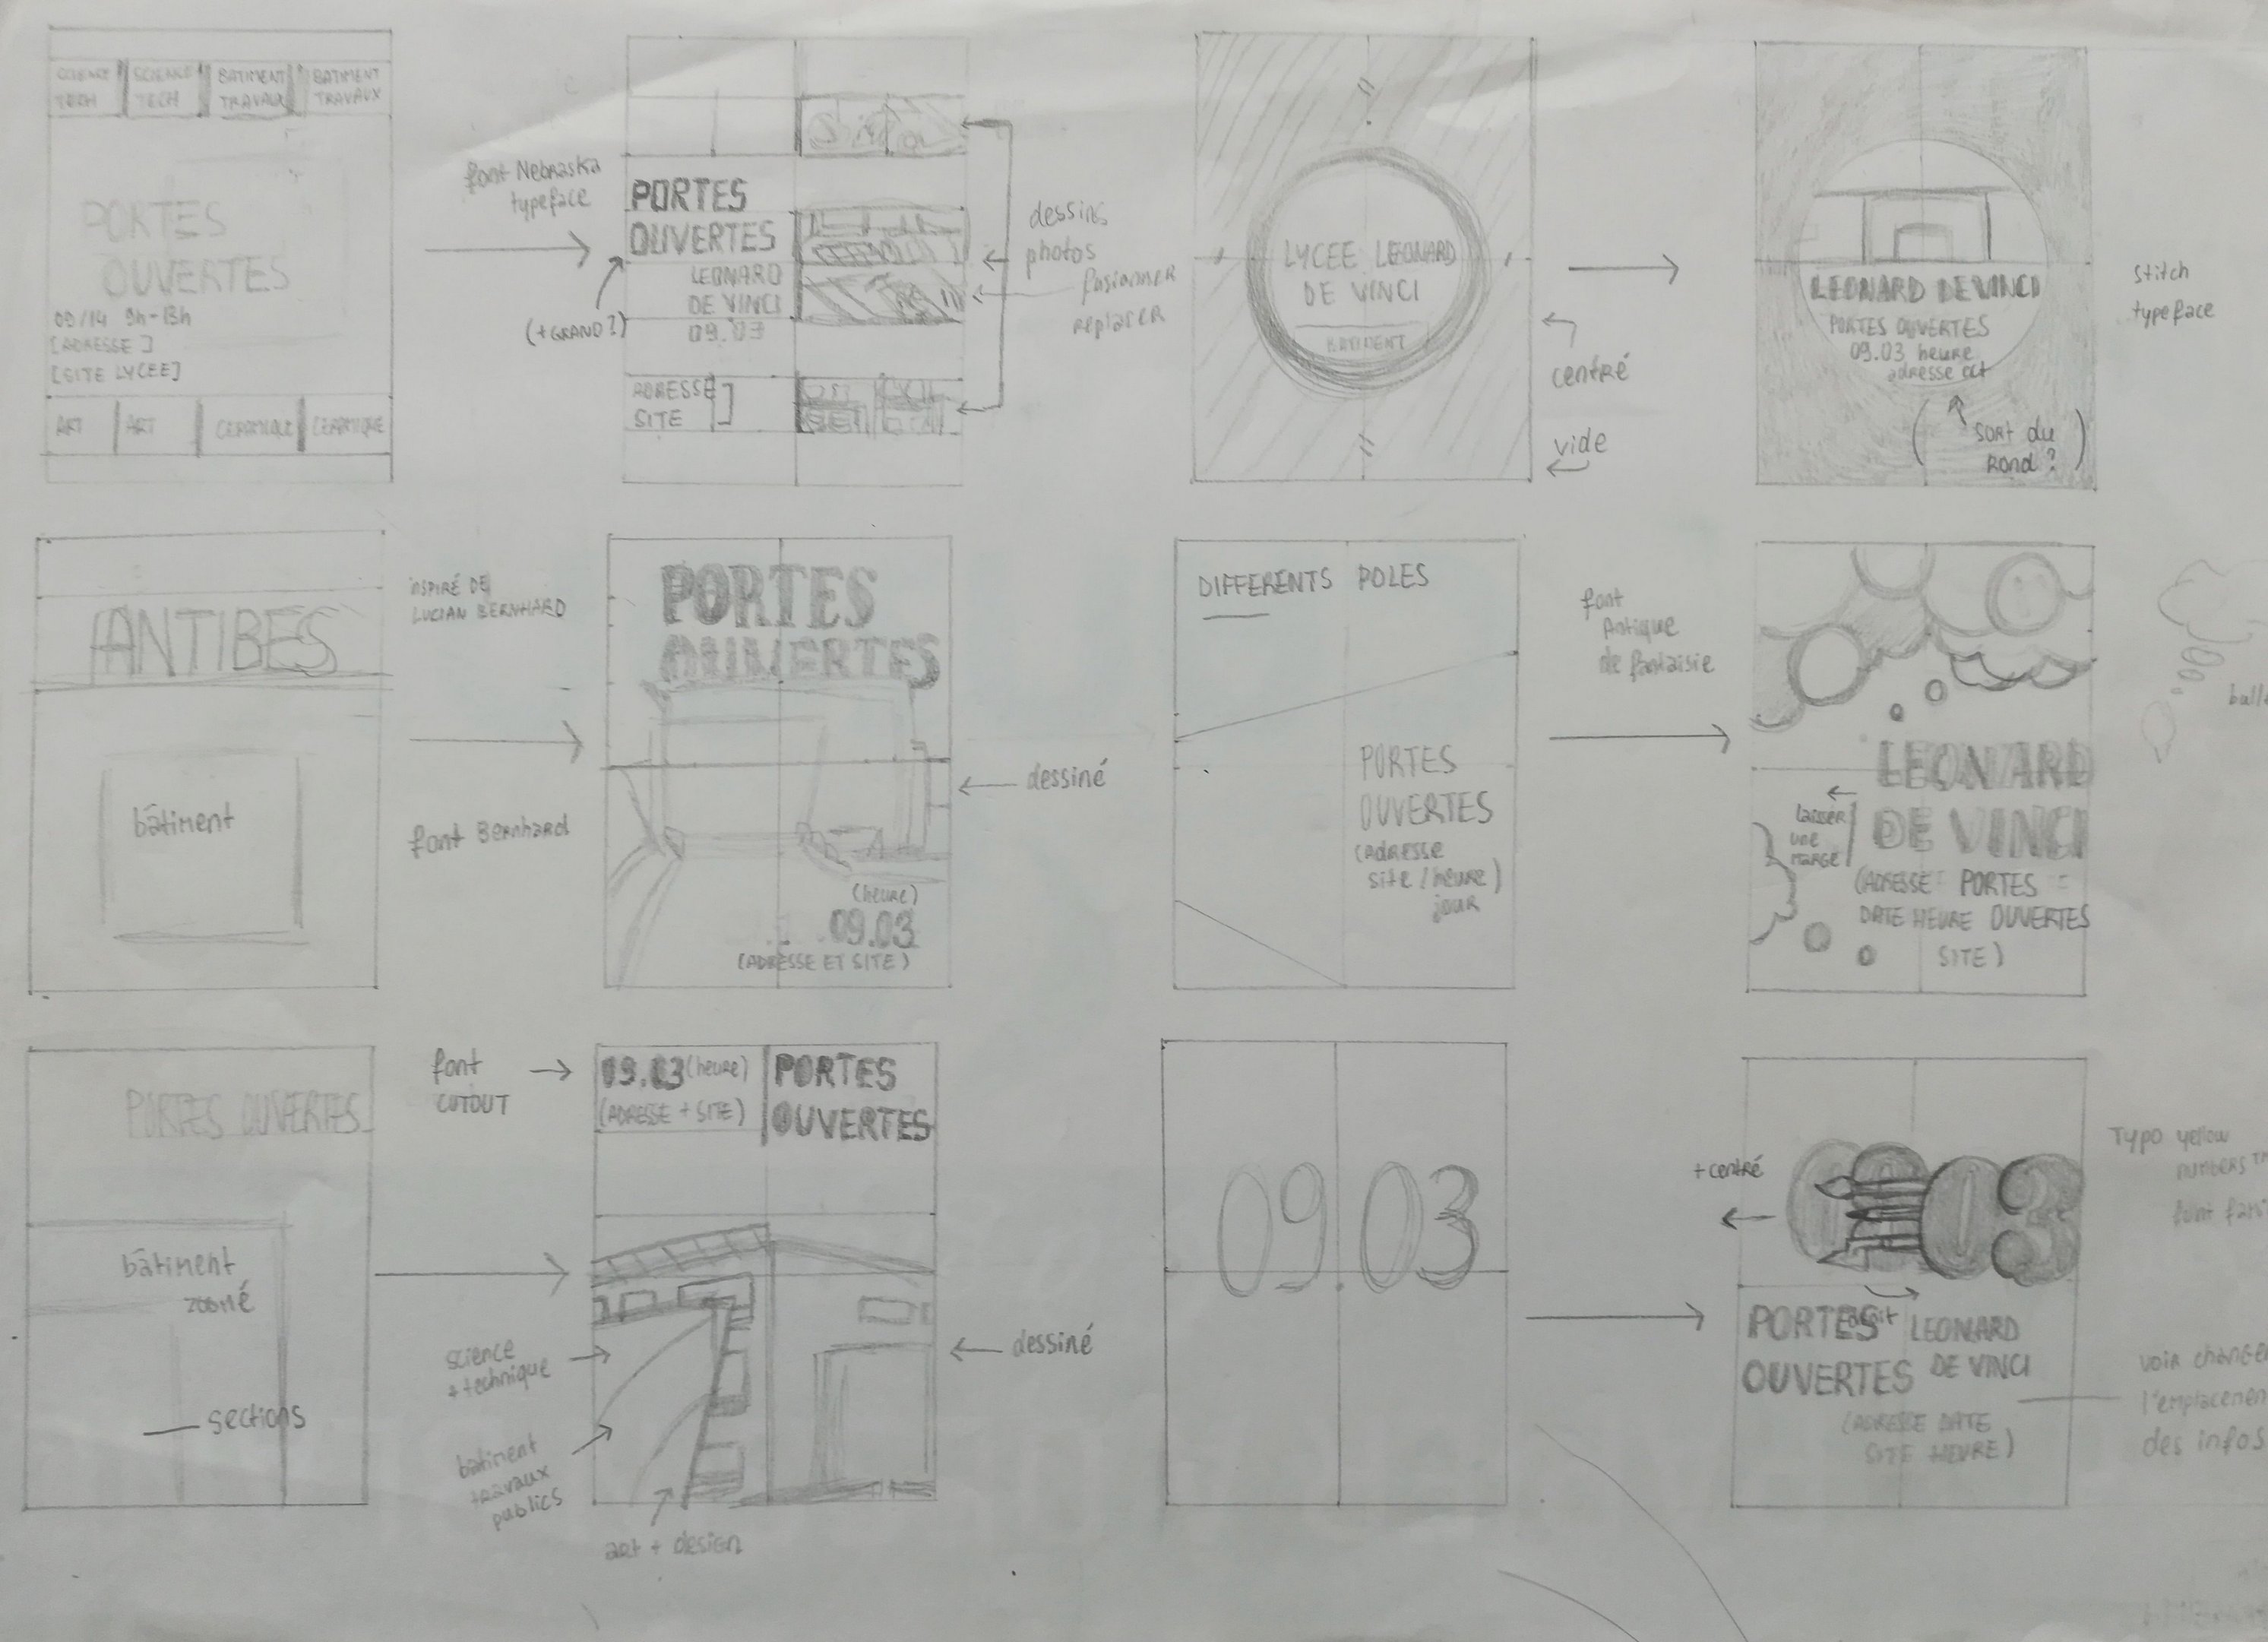 SCIENCE TECH
SCIENCE TECH
BATIMENT TRAVAUX
BATIMENT TRAVAUX
PORTES
OUVERTES
09/14 9h-13h
[ADRESSE]
[SITE LYCEE]
ART
ART
CERAMIQUE
CERAMIQUE
font Nebraska
typeface
(+GRAND?)
PORTES
OUVERTES
LEONARD
DE VINCI
09.03
ADRESSE
SITE
dessins
photos
fusionner
replacer
LYCEE LEONARD
DE VINCI
BATIMENT
centré
vide
LEONARD DE VINCI
PORTES OUVERTES
09.03 heure
adresse ect
(SORT du
ROND?)
stitch
typeface
ANTIBES
bâtiment
INSPIRÉ DE
LUCIAN BERNHARD
font Bernhard
PORTES
OUVERTES
(heure)
09.03
(ADRESSE ET SITE)
dessiné
DIFFERENTS POLES
PORTES
OUVERTES
(adresse
site/heure)
jour
font
Antique
de fantaisie
LEONARD
DE VINCI
(ADRESSE PORTES
DATE HEURE OUVERTES
SITE)
laisser
une
marge
PORTES OUVERTES
bâtiment
zoomé
sections
font
CUTOUT
09.03 (heure)
(ADRESSE + SITE)
PORTES
OUVERTES
science
+ technique
bâtiment
travaux
publics
art + design
dessiné
09.03
+ centré
09 03
PORTES
OUVERTES
LEONARD
DE VINCI
(ADRESSE DATE
SITE HEURE)
Typo yellow
numbers
font
voir
des infos